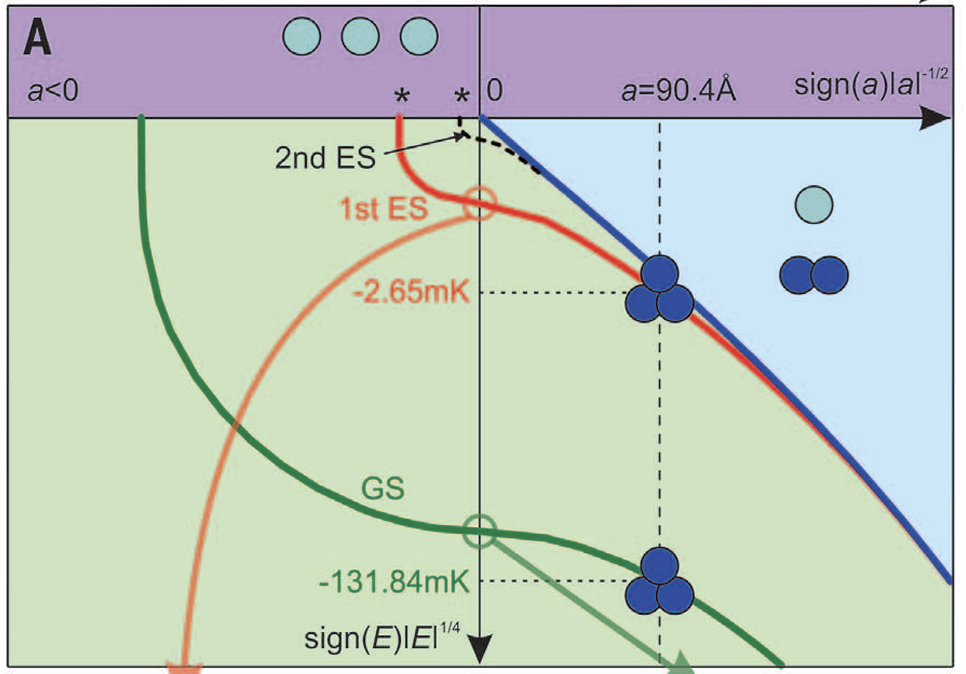 A
a<0
* *
0
a=90.4Å
sign(a)|a|^-1/2
2nd ES
1st ES
-2.65mK
GS
-131.84mK
sign(E)|E|^1/4